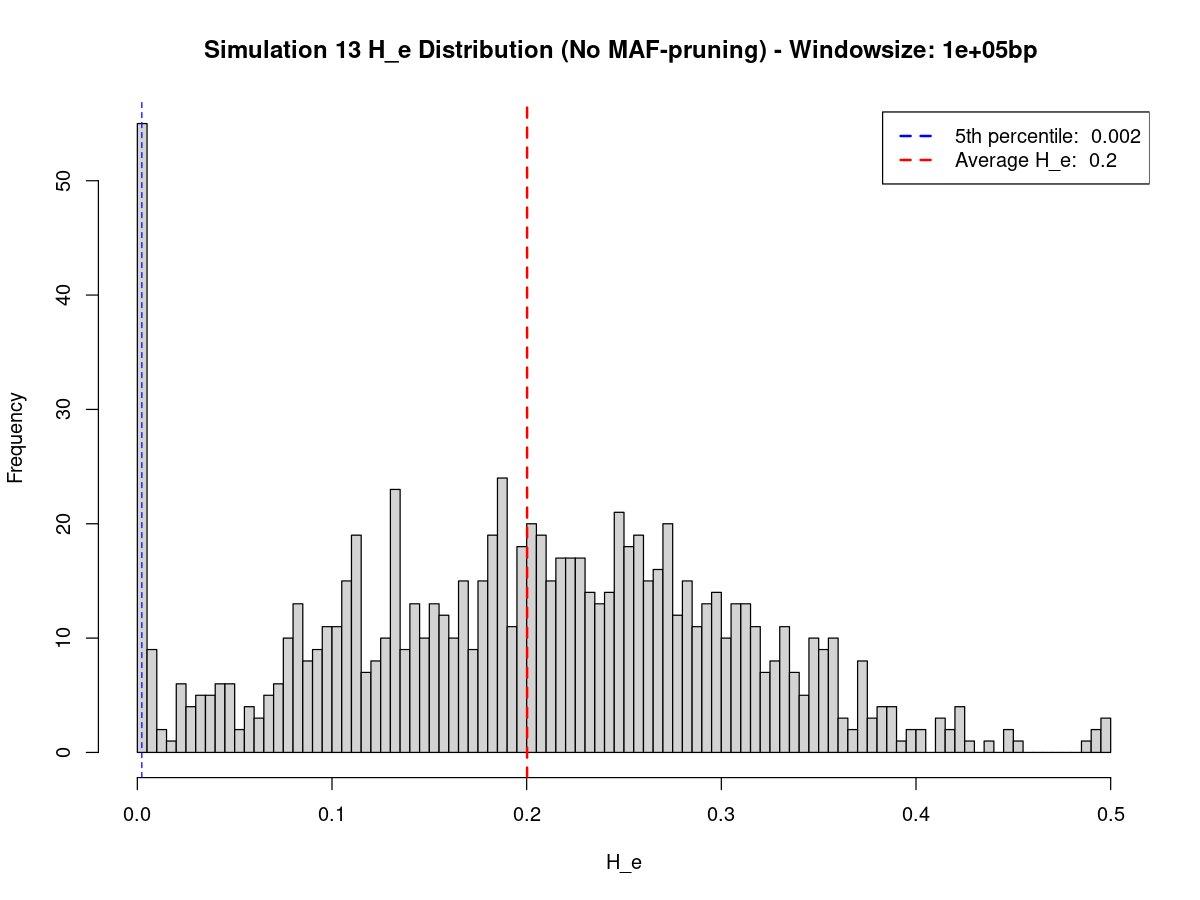 Simulation 13 H_e Distribution (No MAF-pruning) - Windowsize: 1e+05bp
5th percentile:  0.002
Average H_e:  0.2
Frequency
50
40
30
20
10
0
0.0 0.1 0.2 0.3 0.4 0.5
H_e